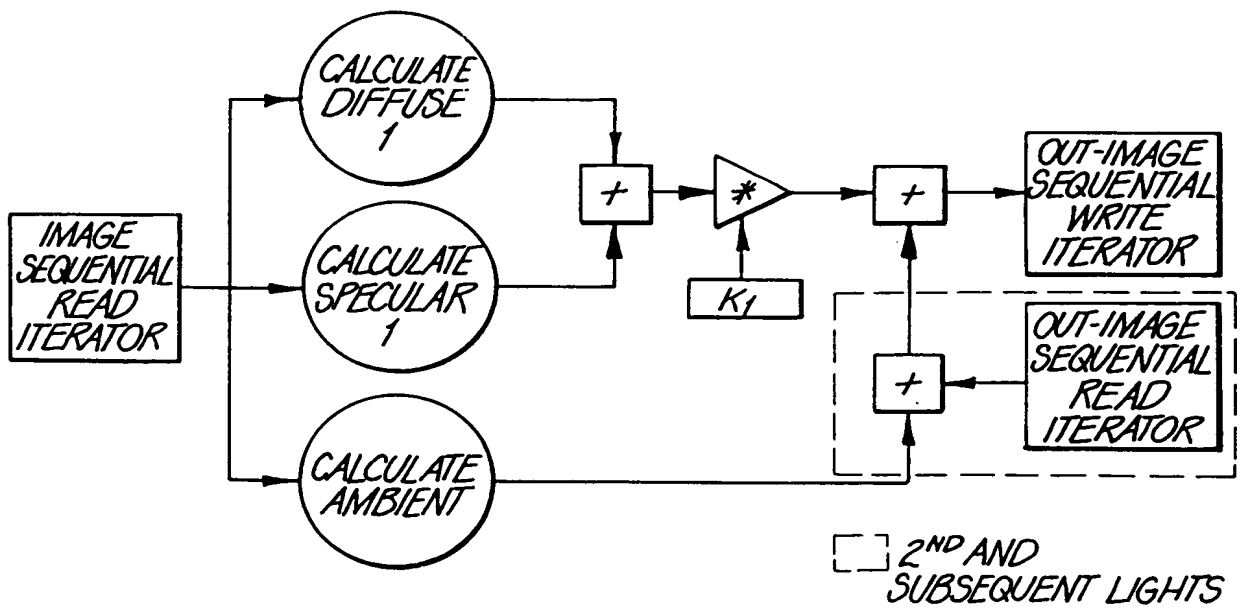 IMAGE
SEQUENTIAL
READ
ITERATOR
CALCULATE
DIFFUSE
1
CALCULATE
SPECULAR
1
CALCULATE
AMBIENT
+
*
K1
+
+
OUT-IMAGE
SEQUENTIAL
WRITE
ITERATOR
OUT-IMAGE
SEQUENTIAL
READ
ITERATOR
2ND AND
SUBSEQUENT LIGHTS